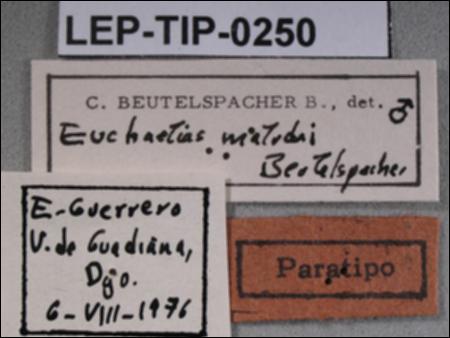 LEP-TIP-0250
C. BEUTELSPACHER B., det. ♂
Euchaetias
Beutelspacher
E-Guerrero
V. de Guadiana,
Dgo.
6-VIII-1976
Paratipo